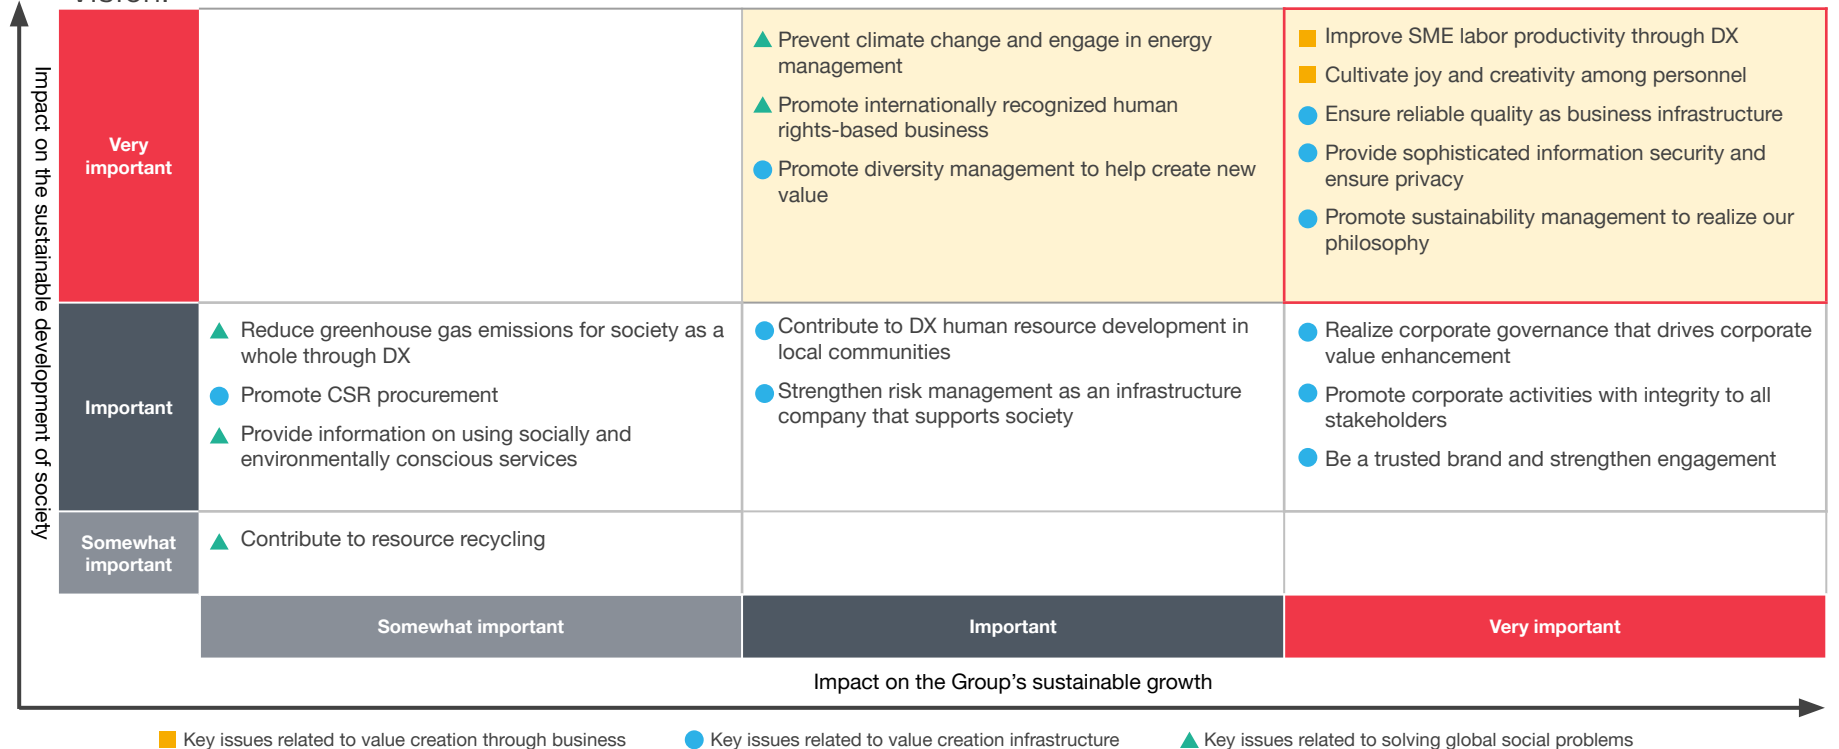 Impact on the sustainable development of society
Very
important
Prevent climate change and engage in energy
management
Promote internationally recognized human
rights-based business
Promote diversity management to help create new
value
Improve SME labor productivity through DX
Cultivate joy and creativity among personnel
Ensure reliable quality as business infrastructure
Provide sophisticated information security and
ensure privacy
Promote sustainability management to realize our
philosophy
Important
Reduce greenhouse gas emissions for society as a
whole through DX
Promote CSR procurement
Provide information on using socially and
environmentally conscious services
Contribute to DX human resource development in
local communities
Strengthen risk management as an infrastructure
company that supports society
Realize corporate governance that drives corporate
value enhancement
Promote corporate activities with integrity to all
stakeholders
Be a trusted brand and strengthen engagement
Somewhat
important
Contribute to resource recycling
Somewhat important
Important
Very important
Impact on the Group's sustainable growth
Key issues related to value creation through business
Key issues related to value creation infrastructure
Key issues related to solving global social problems